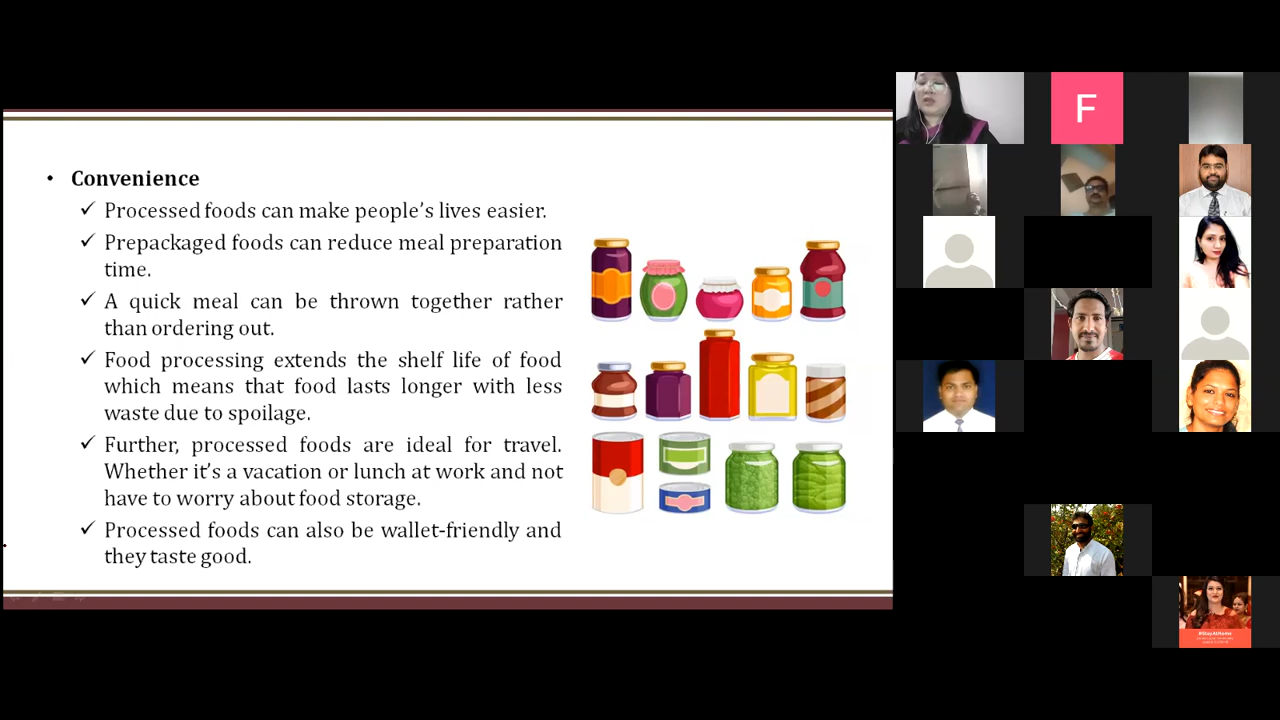 • Convenience
✓ Processed foods can make people's lives easier.
✓ Prepackaged foods can reduce meal preparation
time.
✓ A quick meal can be thrown together rather
than ordering out.
✓ Food processing extends the shelf life of food
which means that food lasts longer with less
waste due to spoilage.
✓ Further, processed foods are ideal for travel.
Whether it's a vacation or lunch at work and not
have to worry about food storage.
✓ Processed foods can also be wallet-friendly and
they taste good.
F
#StayAtHome